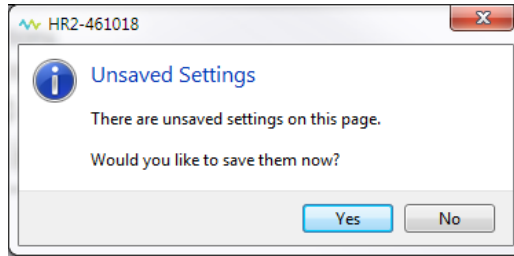 HR2-461018
Unsaved Settings
There are unsaved settings on this page.
Would you like to save them now?
Yes No